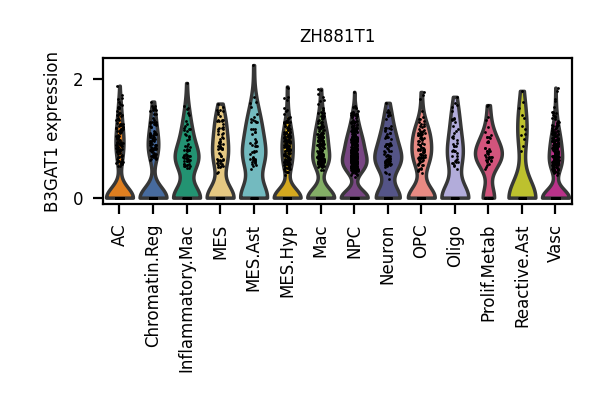 ZH881T1
B3GAT1 expression
2
0
AC
Chromatin.Reg
Inflammatory.Mac
MES
MES.Ast
MES.Hyp
Mac
NPC
Neuron
OPC
Oligo
Prolif.Metab
Reactive.Ast
Vasc